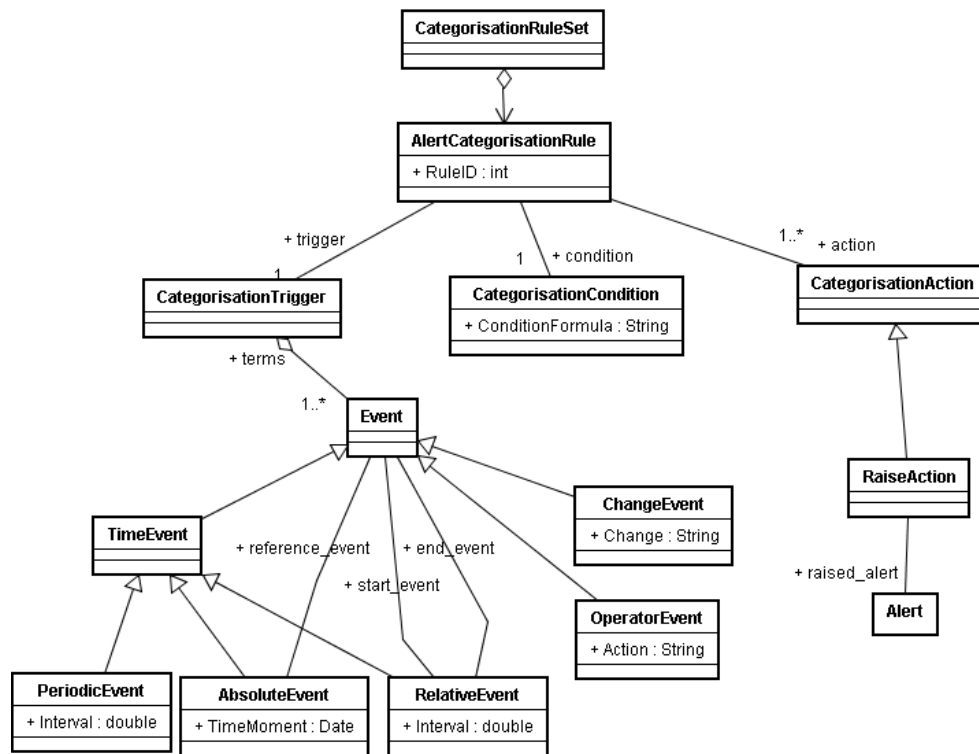 CategorisationRuleSet
AlertCategorisationRule
+ RuleID : int
+ trigger
1
+ condition
1
1..*
+ action
CategorisationTrigger
CategorisationCondition
+ ConditionFormula : String
CategorisationAction
+ terms
1..*
Event
RaiseAction
ChangeEvent
+ Change : String
TimeEvent
+ reference_event
+ end_event
+ start_event
+ raised_alert
Alert
OperatorEvent
+ Action : String
PeriodicEvent
+ Interval : double
AbsoluteEvent
+ TimeMoment : Date
RelativeEvent
+ Interval : double